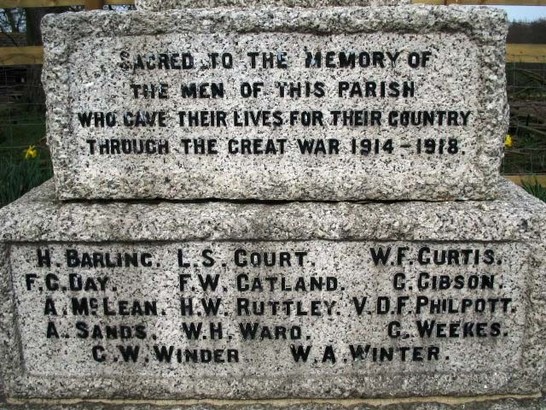 SACRED TO THE MEMORY OF
THE MEN OF THIS PARISH
WHO GAVE THEIR LIVES FOR THEIR COUNTRY
THROUGH THE GREAT WAR 1914-1918.
H. BARLING. L.S. COURT. W.F. CURTIS.
F.G. DAY. F.W. GATLAND. G. GIBSON.
A. McLEAN. H.W. RUTTLEY. V.D.F. PHILPOTT.
A. SANDS. W.H. WARD. G. WEEKES.
G.W. WINDER W.A. WINTER.